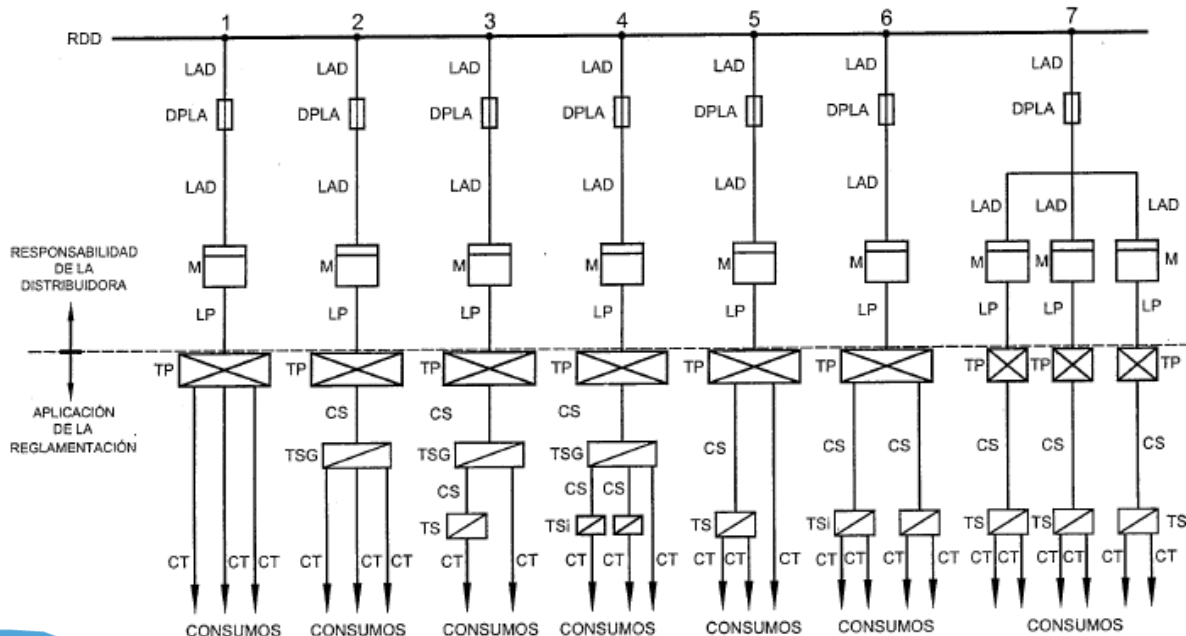 1 2 3 4 5 6 7
RDD
LAD LAD LAD LAD LAD LAD LAD
DPLA DPLA DPLA DPLA DPLA DPLA DPLA
LAD LAD LAD LAD LAD LAD LAD LAD LAD
RESPONSABILIDAD
DE LA
DISTRIBUIDORA
M M M M M M M M M
LP LP LP LP LP LP LP LP LP
TP TP TP TP TP TP TP TP TP
APLICACIÓN
DE LA
REGLAMENTACIÓN
CS CS CS CS CS CS CS CS
TSG TSG TSG
CS CS CS
TS TSi TS TSi TS TS TS
CT CT CT CT CT CT CT CT CT CT CT CT CT CT CT CT CT CT CT CT CT
CONSUMOS CONSUMOS CONSUMOS CONSUMOS CONSUMOS CONSUMOS CONSUMOS